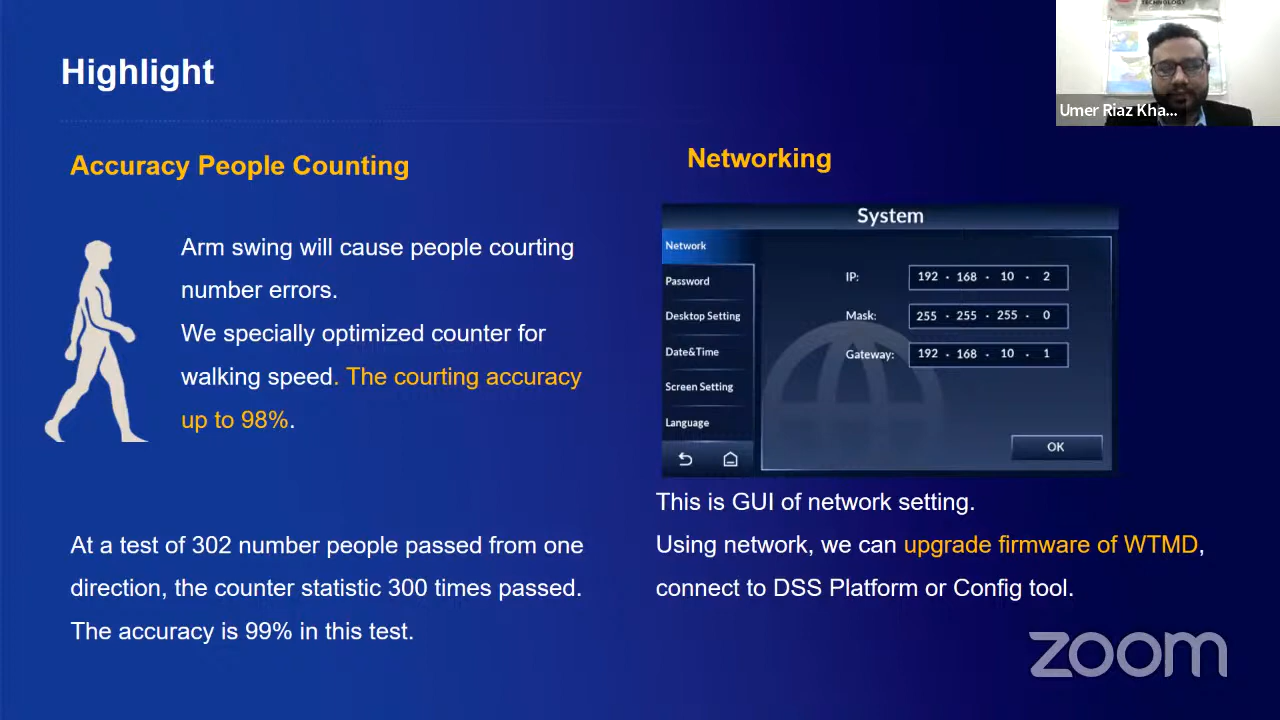 Highlight
TECHNOLOGY
Umer Riaz Kha...
Accuracy People Counting
Arm swing will cause people courting
number errors.
We specially optimized counter for
walking speed. The courting accuracy
up to 98%.
At a test of 302 number people passed from one
direction, the counter statistic 300 times passed.
The accuracy is 99% in this test.
Networking
System
Network
Password
Desktop Setting
Date&Time
Screen Setting
Language
IP: 192 . 168 . 10 . 2
Mask: 255 . 255 . 255 . 0
Gateway: 192 . 168 . 10 . 1
OK
This is GUI of network setting.
Using network, we can upgrade firmware of WTMD,
connect to DSS Platform or Config tool.
zoom